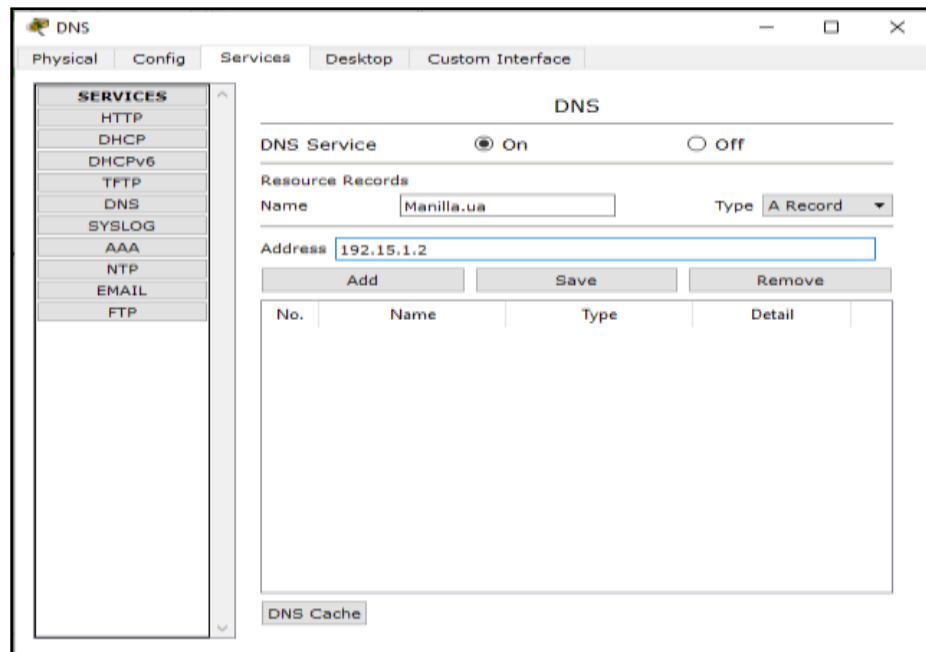 DNS
Physical Config Services Desktop Custom Interface
SERVICES
HTTP
DHCP
DHCPv6
TFTP
DNS
SYSLOG
AAA
NTP
EMAIL
FTP
DNS
DNS Service On Off
Resource Records
Name Manilla.ua Type A Record
Address 192.15.1.2
Add Save Remove
No. Name Type Detail
DNS Cache